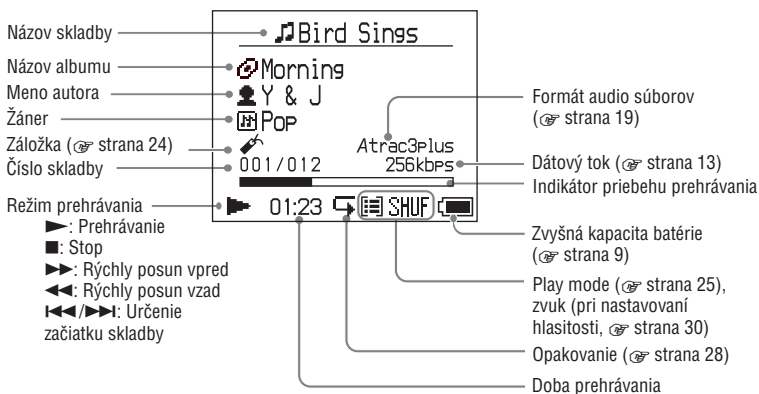 Názov skladby
Názov albumu
Meno autora
Žáner
Záložka (☞ strana 24)
Číslo skladby
Režim prehrávania
►: Prehrávanie
■: Stop
►►: Rýchly posun vpred
◄◄: Rýchly posun vzad
I◄◄/►►I: Určenie
začiatku skladby
♫Bird Sings
Morning
Y & J
Pop
Atrac3plus
001/012
256kbps
01:23
SHUF
Formát audio súborov
(☞ strana 19)
Dátový tok (☞ strana 13)
Indikátor priebehu prehrávania
Zvyšná kapacita batérie
(☞ strana 9)
Play mode (☞ strana 25),
zvuk (pri nastavovaní
hlasitosti, ☞ strana 30)
Opakovanie (☞ strana 28)
Doba prehrávania